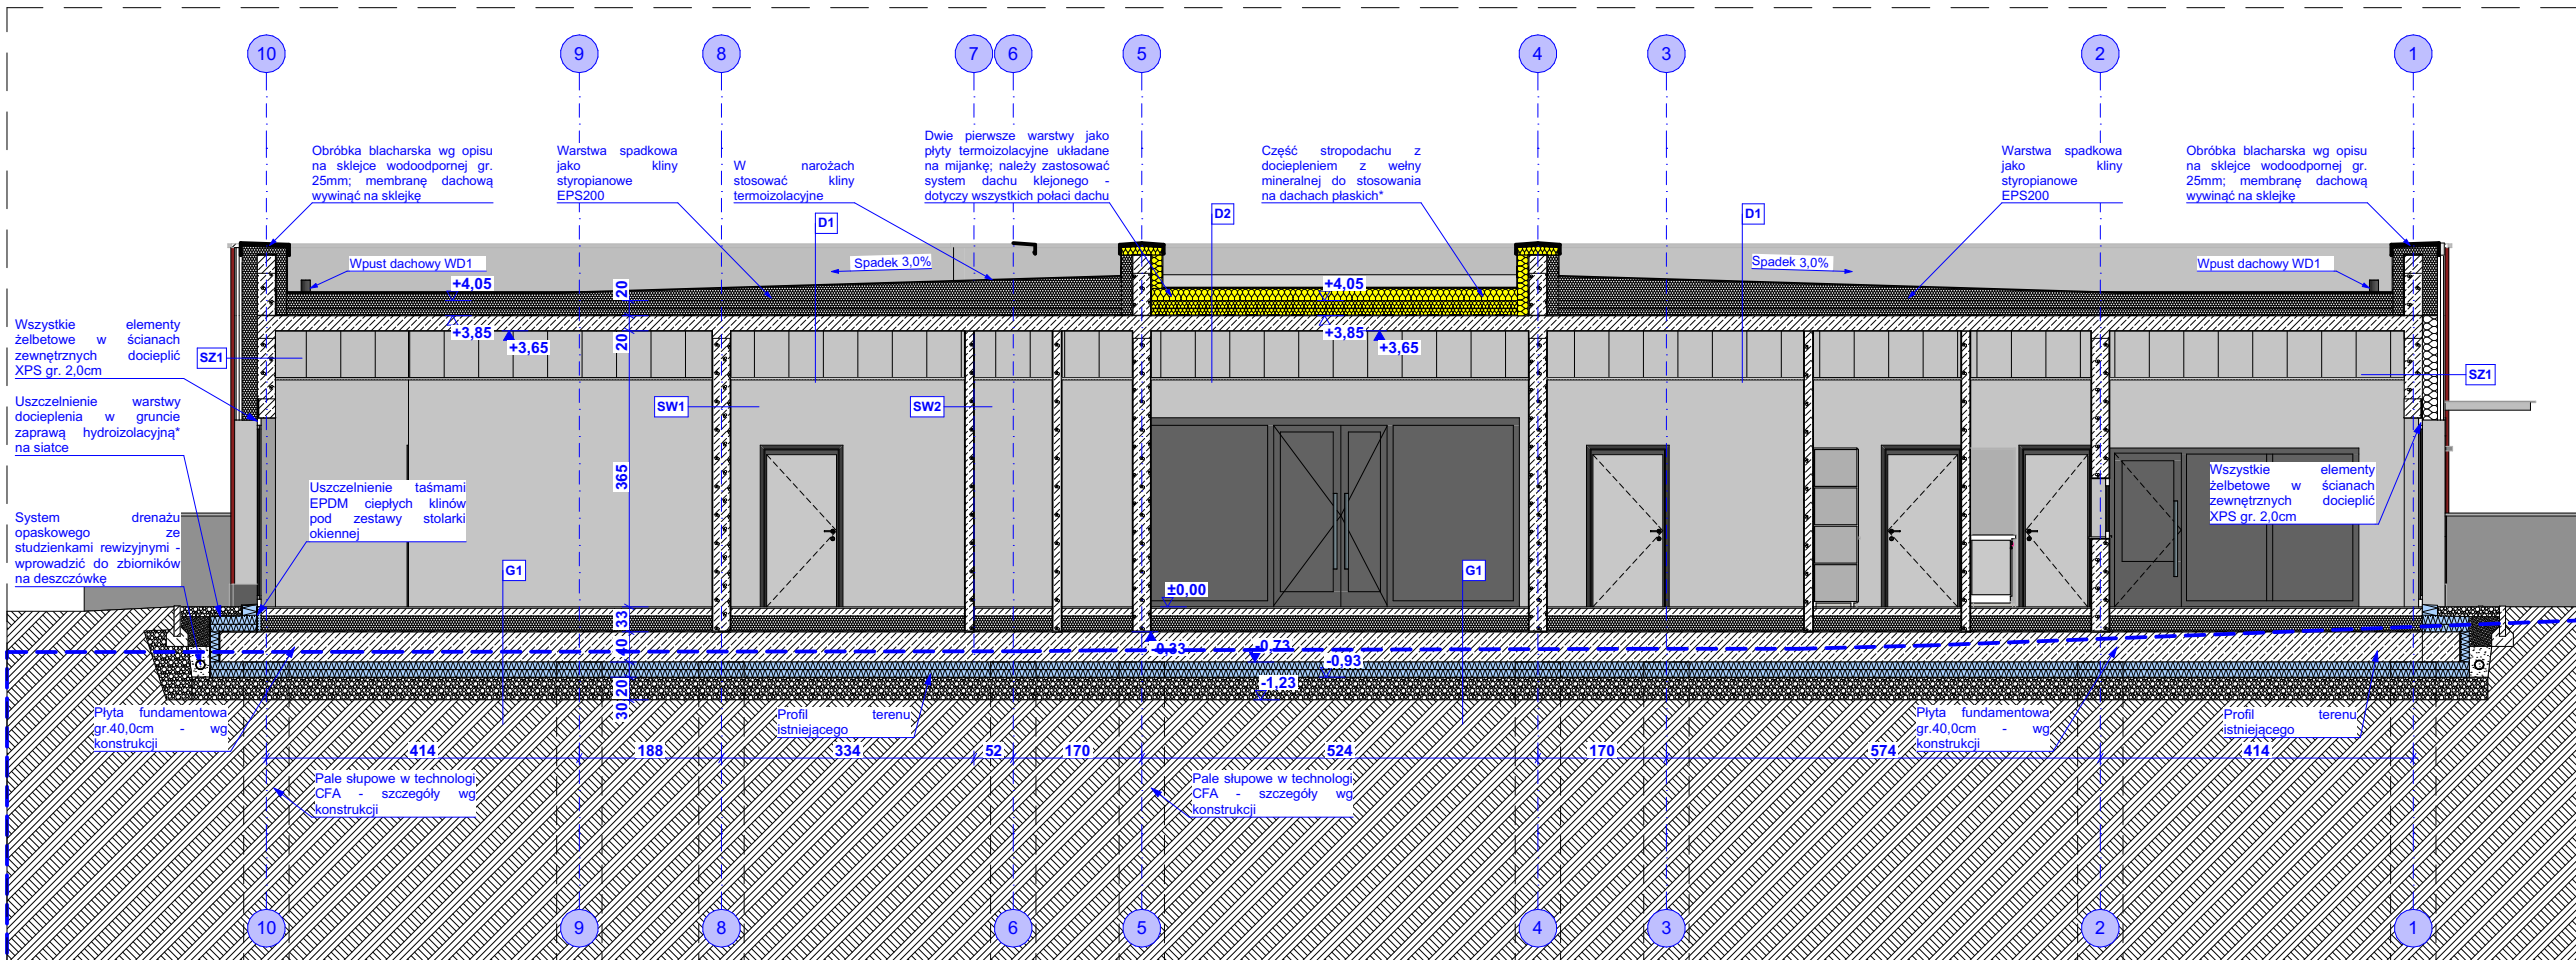 10
9
8
7
6
5
4
3
2
1
Obróbka blacharska wg opisu
na sklejce wodoodpornej gr.
25mm; membranę dachową
wywinąć na sklejkę
Warstwa spadkowa
jako kliny
styropianowe
EPS200
W narożach
stosować kliny
termoizolacyjne
Dwie pierwsze warstwy jako
płyty termoizolacyjne układane
na mijankę; należy zastosować
system dachu klejonego -
dotyczy wszystkich połaci dachu
Część stropodachu z
dociepleniem z wełny
mineralnej do stosowania
na dachach płaskich*
Warstwa spadkowa
jako kliny
styropianowe
EPS200
Obróbka blacharska wg opisu
na sklejce wodoodpornej gr.
25mm; membranę dachową
wywinąć na sklejkę
D1
D2
D1
Wpust dachowy WD1
Spadek 3,0%
Spadek 3,0%
Wpust dachowy WD1
+4,05
20
+4,05
+3,85
20
+3,65
+3,85
+3,65
Wszystkie elementy
żelbetowe w ścianach
zewnętrznych docieplić
XPS gr. 2,0cm
SZ1
SZ1
Uszczelnienie warstwy
docieplenia w gruncie
zaprawą hydroizolacyjną*
na siatce
SW1
SW2
365
Uszczelnienie taśmami
EPDM ciepłych klinów
pod zestawy stolarki
okiennej
Wszystkie elementy
żelbetowe w ścianach
zewnętrznych docieplić
XPS gr. 2,0cm
System drenażu
opaskowego ze
studzienkami rewizyjnymi -
wprowadzić do zbiorników
na deszczówkę
G1
G1
±0,00
33
40
-0,33
-0,73
-0,93
20
-1,23
30
Płyta fundamentowa
gr.40,0cm - wg
konstrukcji
Profil terenu
istniejącego
Płyta fundamentowa
gr.40,0cm - wg
konstrukcji
Profil terenu
istniejącego
414
188
334
52
170
524
170
574
414
Pale słupowe w technologi
CFA - szczegóły wg
konstrukcji
Pale słupowe w technologi
CFA - szczegóły wg
konstrukcji
10
9
8
6
5
4
3
2
1